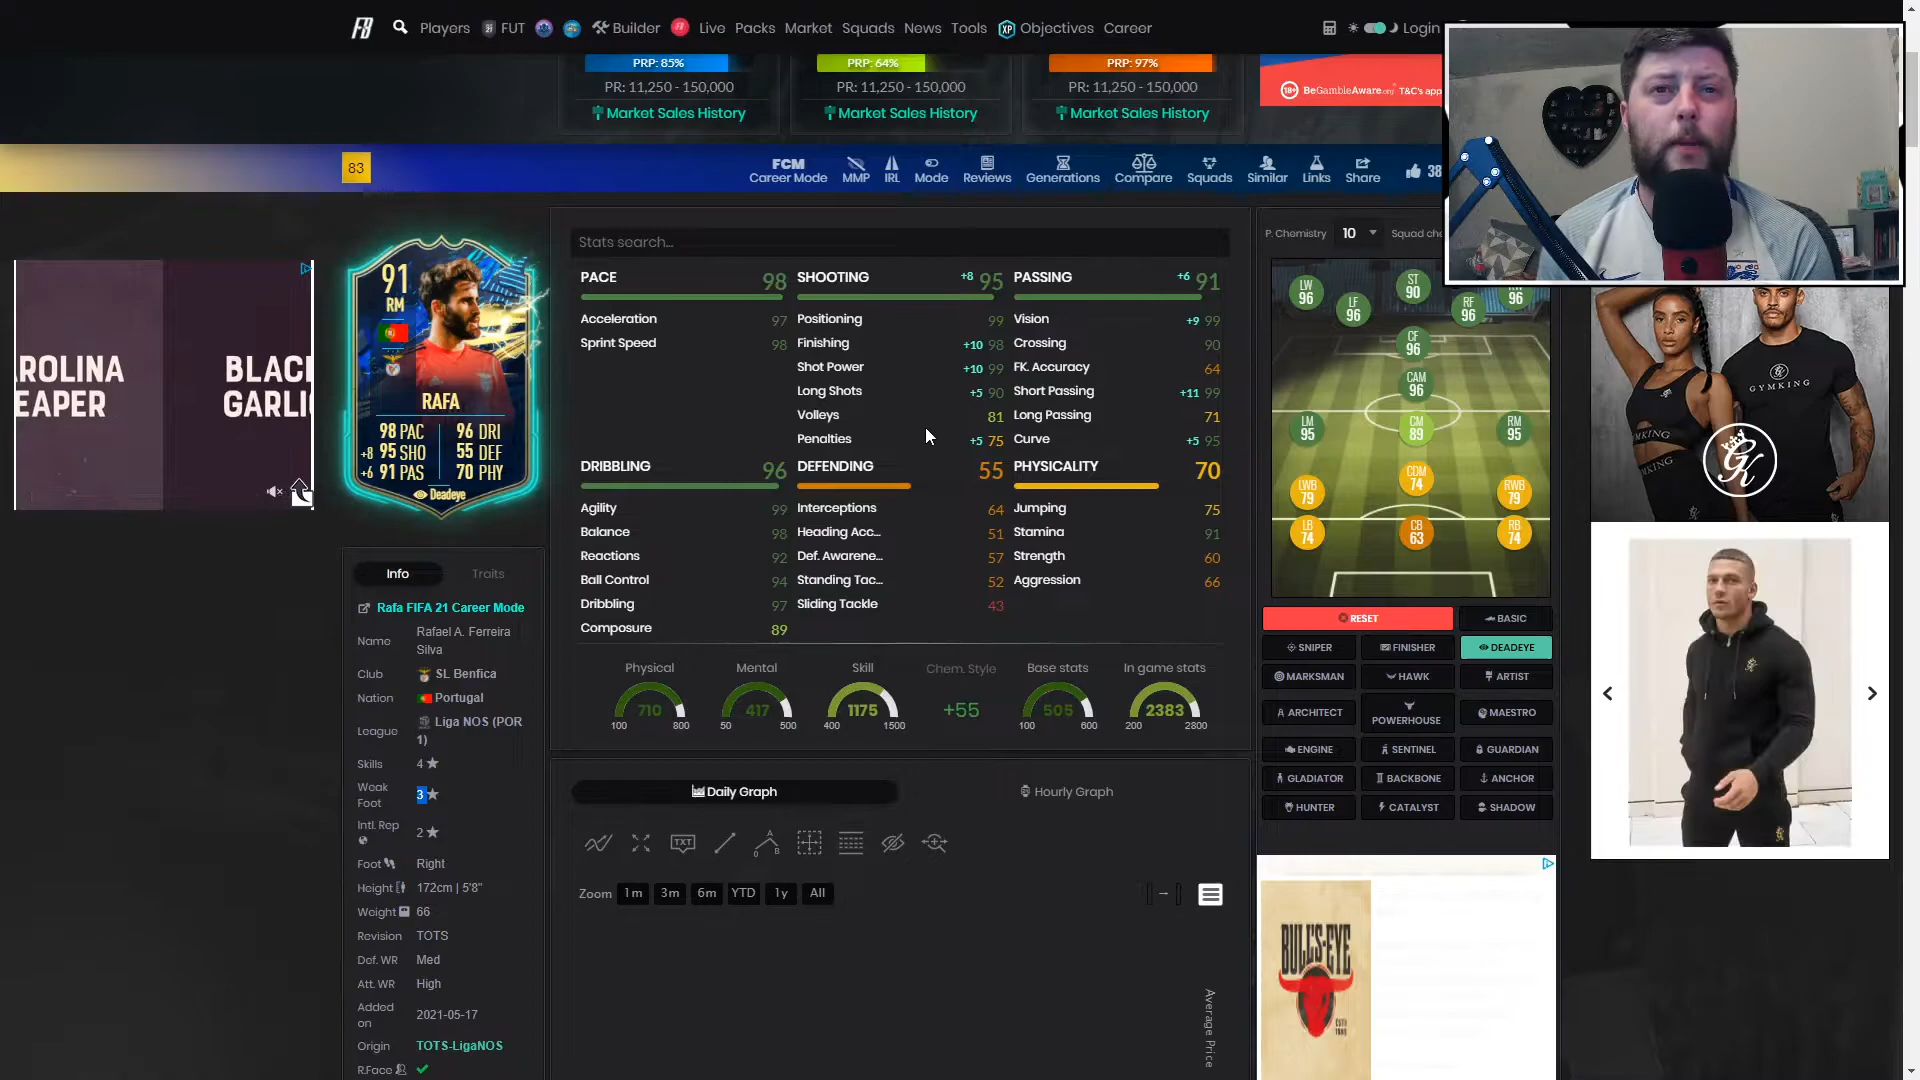 FB Players FUT Builder Live Packs Market Squads News Tools XP Objectives Career Login
PRP: 85%
PR: 11,250 - 150,000
Market Sales History
PRP: 64%
PR: 11,250 - 150,000
Market Sales History
PRP: 97%
PR: 11,250 - 150,000
Market Sales History
18+ BeGambleAware.org T&C's app
83
FCM
Career Mode MMP IRL Mode Reviews Generations Compare Squads Similar Links Share 38
ROLINA
EAPER
BLAC
GARLI
91
RM
RAFA
98 PAC 96 DRI
+8 95 SHO 55 DEF
+6 91 PAS 70 PHY
Deadeye
Stats search...
PACE 98
Acceleration 97
Sprint Speed 98
SHOOTING +8 95
Positioning 99
Finishing +10 98
Shot Power +10 99
Long Shots +5 90
Volleys 81
Penalties +5 75
PASSING +6 91
Vision +9 99
Crossing 90
FK. Accuracy 64
Short Passing +11 99
Long Passing 71
Curve +5 95
DRIBBLING 96
Agility 99
Balance 98
Reactions 92
Ball Control 94
Dribbling 97
Composure 89
DEFENDING 55
Interceptions 64
Heading Acc... 51
Def. Awarene... 57
Standing Tac... 52
Sliding Tackle 43
PHYSICALITY 70
Jumping 75
Stamina 91
Strength 60
Aggression 66
Physical
710
100 800
Mental
417
50 500
Skill
1175
400 1500
Chem. Style
+55
Base stats
505
100 600
In game stats
2383
200 2800
P. Chemistry 10 Squad che
LW
96
ST
90
96
LF
96
RF
96
CF
96
CAM
96
LM
95
CM
89
RM
95
LWB
79
CDM
74
RWB
79
LB
74
CB
63
RB
74
RESET BASIC
SNIPER FINISHER DEADEYE
MARKSMAN HAWK ARTIST
ARCHITECT POWERHOUSE MAESTRO
ENGINE SENTINEL GUARDIAN
GLADIATOR BACKBONE ANCHOR
HUNTER CATALYST SHADOW
Info Traits
Rafa FIFA 21 Career Mode
Name Rafael A. Ferreira
Silva
Club SL Benfica
Nation Portugal
League Liga NOS (POR
1)
Skills 4
Weak
Foot 3
Intl. Rep 2
Foot Right
Height 172cm | 5'8"
Weight 66
Revision TOTS
Def. WR Med
Att. WR High
Added
on 2021-05-17
Origin TOTS-LigaNOS
R.Face
Daily Graph Hourly Graph
TXT
Zoom 1m 3m 6m YTD 1y All
Average Price
GYMKING
GK
BULL'S-EYE